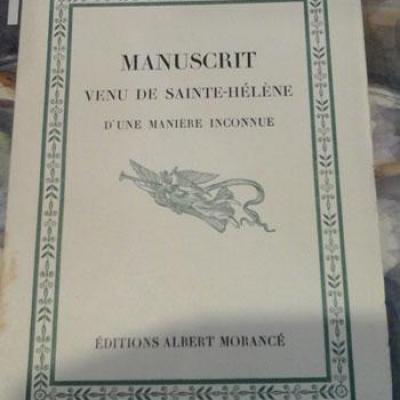 MANUSCRIT
VENU DE SAINTE-HÉLÈNE
D'UNE MANIÈRE INCONNUE
ÉDITIONS ALBERT MORANCÉ